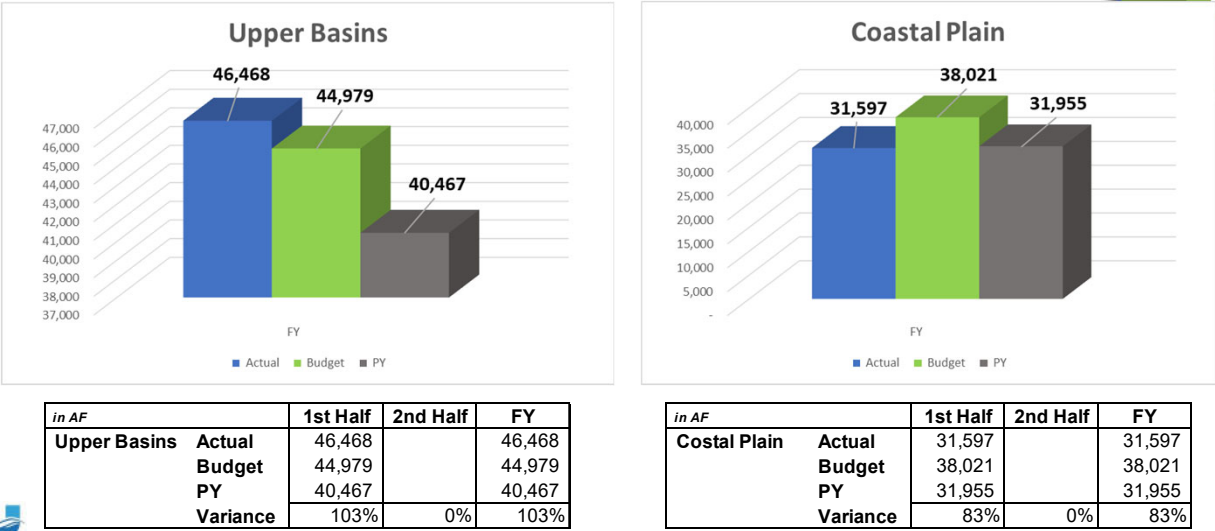 Upper Basins
46,468
44,979
40,467
47,000
46,000
45,000
44,000
43,000
42,000
41,000
40,000
39,000
38,000
37,000
FY
Actual Budget PY
Coastal Plain
38,021
31,597
31,955
40,000
35,000
30,000
25,000
20,000
15,000
10,000
5,000
-
FY
Actual Budget PY
in AF 1st Half 2nd Half FY
Upper Basins Actual 46,468 46,468
Budget 44,979 44,979
PY 40,467 40,467
Variance 103% 0% 103%
in AF 1st Half 2nd Half FY
Costal Plain Actual 31,597 31,597
Budget 38,021 38,021
PY 31,955 31,955
Variance 83% 0% 83%